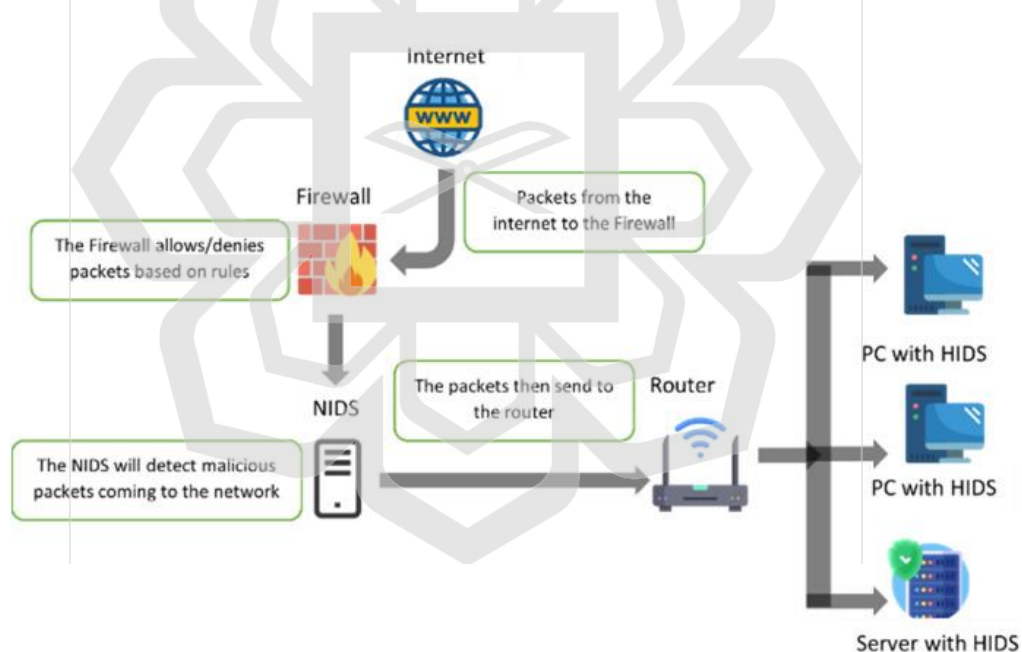 Internet
WWW
Packets from the
internet to the Firewall
Firewall
The Firewall allows/denies
packets based on rules
NIDS
The NIDS will detect malicious
packets coming to the network
The packets then send to
the router
Router
PC with HIDS
PC with HIDS
Server with HIDS